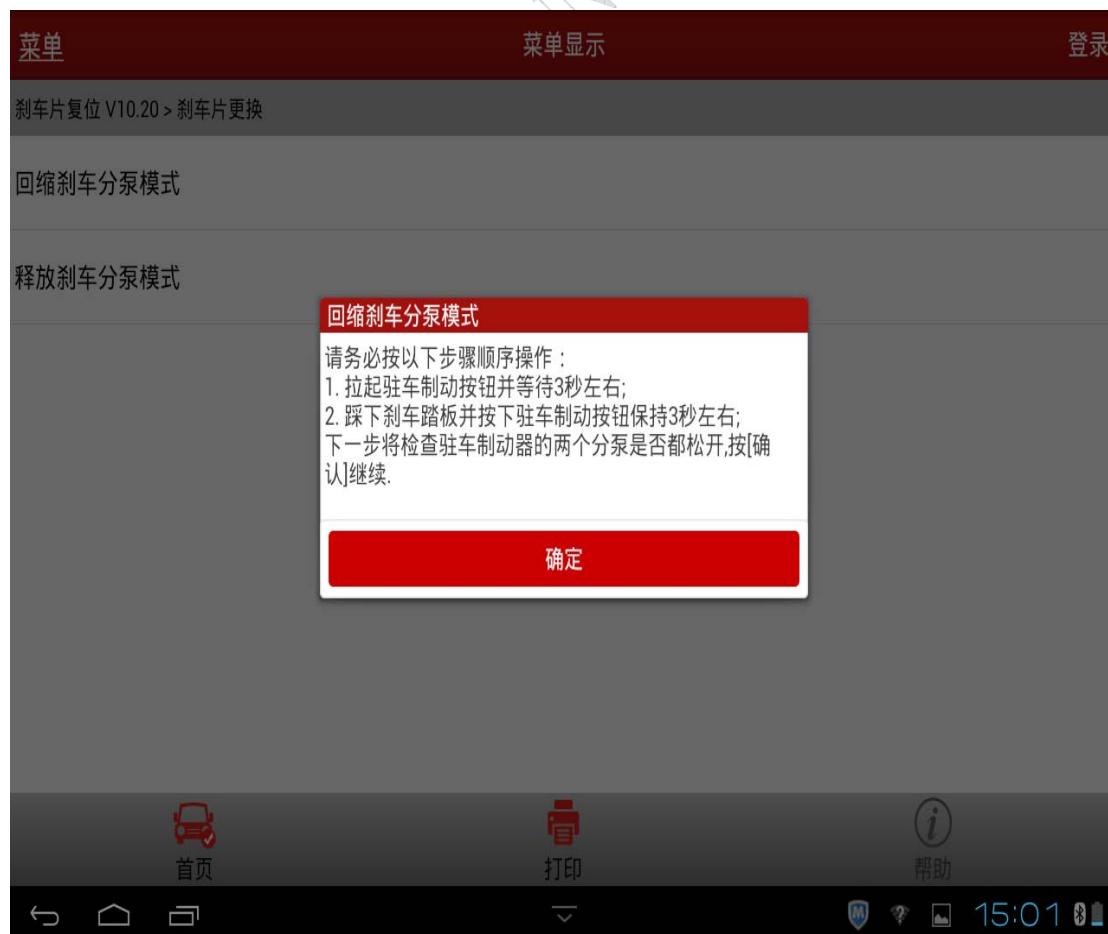 菜单 菜单显示 登录
刹车片复位 V10.20 > 刹车片更换
回缩刹车分泵模式
释放刹车分泵模式
回缩刹车分泵模式
请务必按以下步骤顺序操作：
1. 拉起驻车制动按钮并等待3秒左右;
2. 踩下刹车踏板并按下驻车制动按钮保持3秒左右;
下一步将检查驻车制动器的两个分泵是否都松开,按[确
认]继续.
确定
首页 打印 帮助
15:01